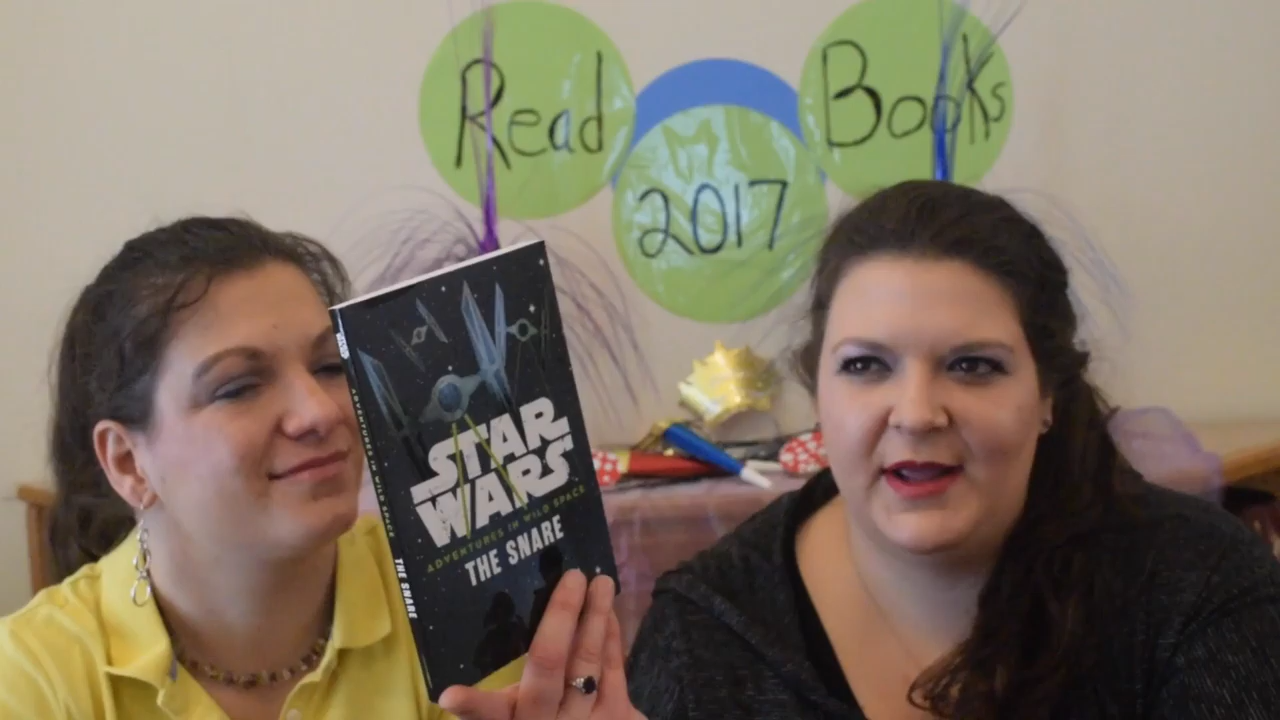 Read
Books
2017
STAR
WARS
ADVENTURES IN WILD SPACE
THE SNARE
ADVENTURES IN WILD SPACE
THE SNARE